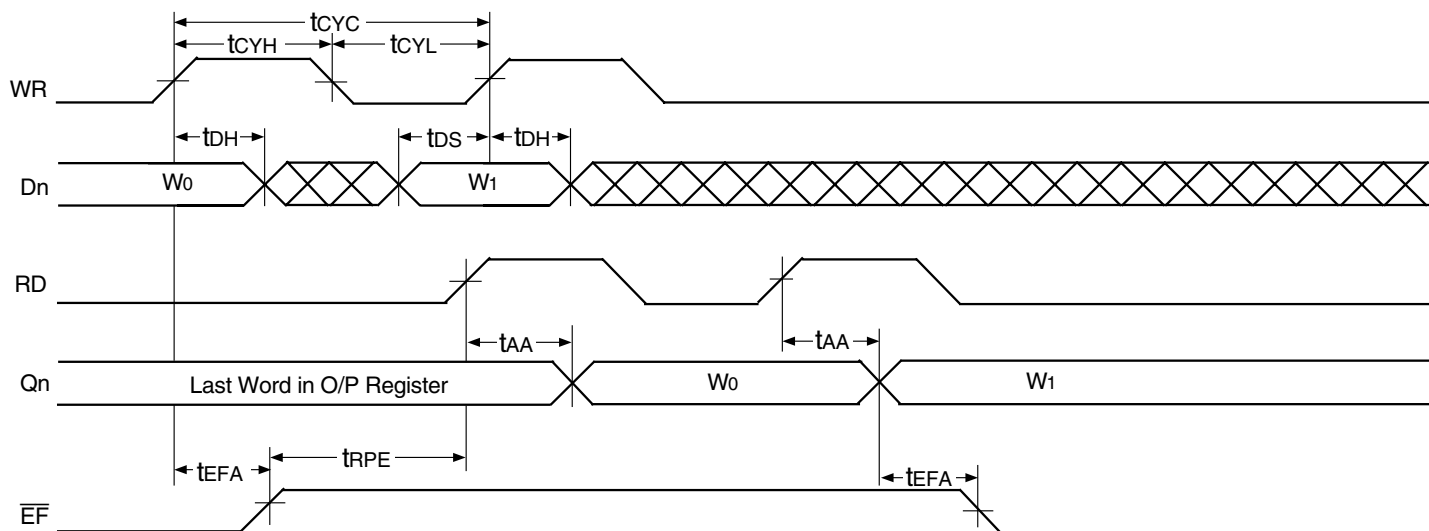 tCYC
tCYH tCYL
WR
tDH tDS tDH
Dn W0 W1
RD
tAA tAA
Qn Last Word in O/P Register W0 W1
tEFA tRPE tEFA
E̅F̅